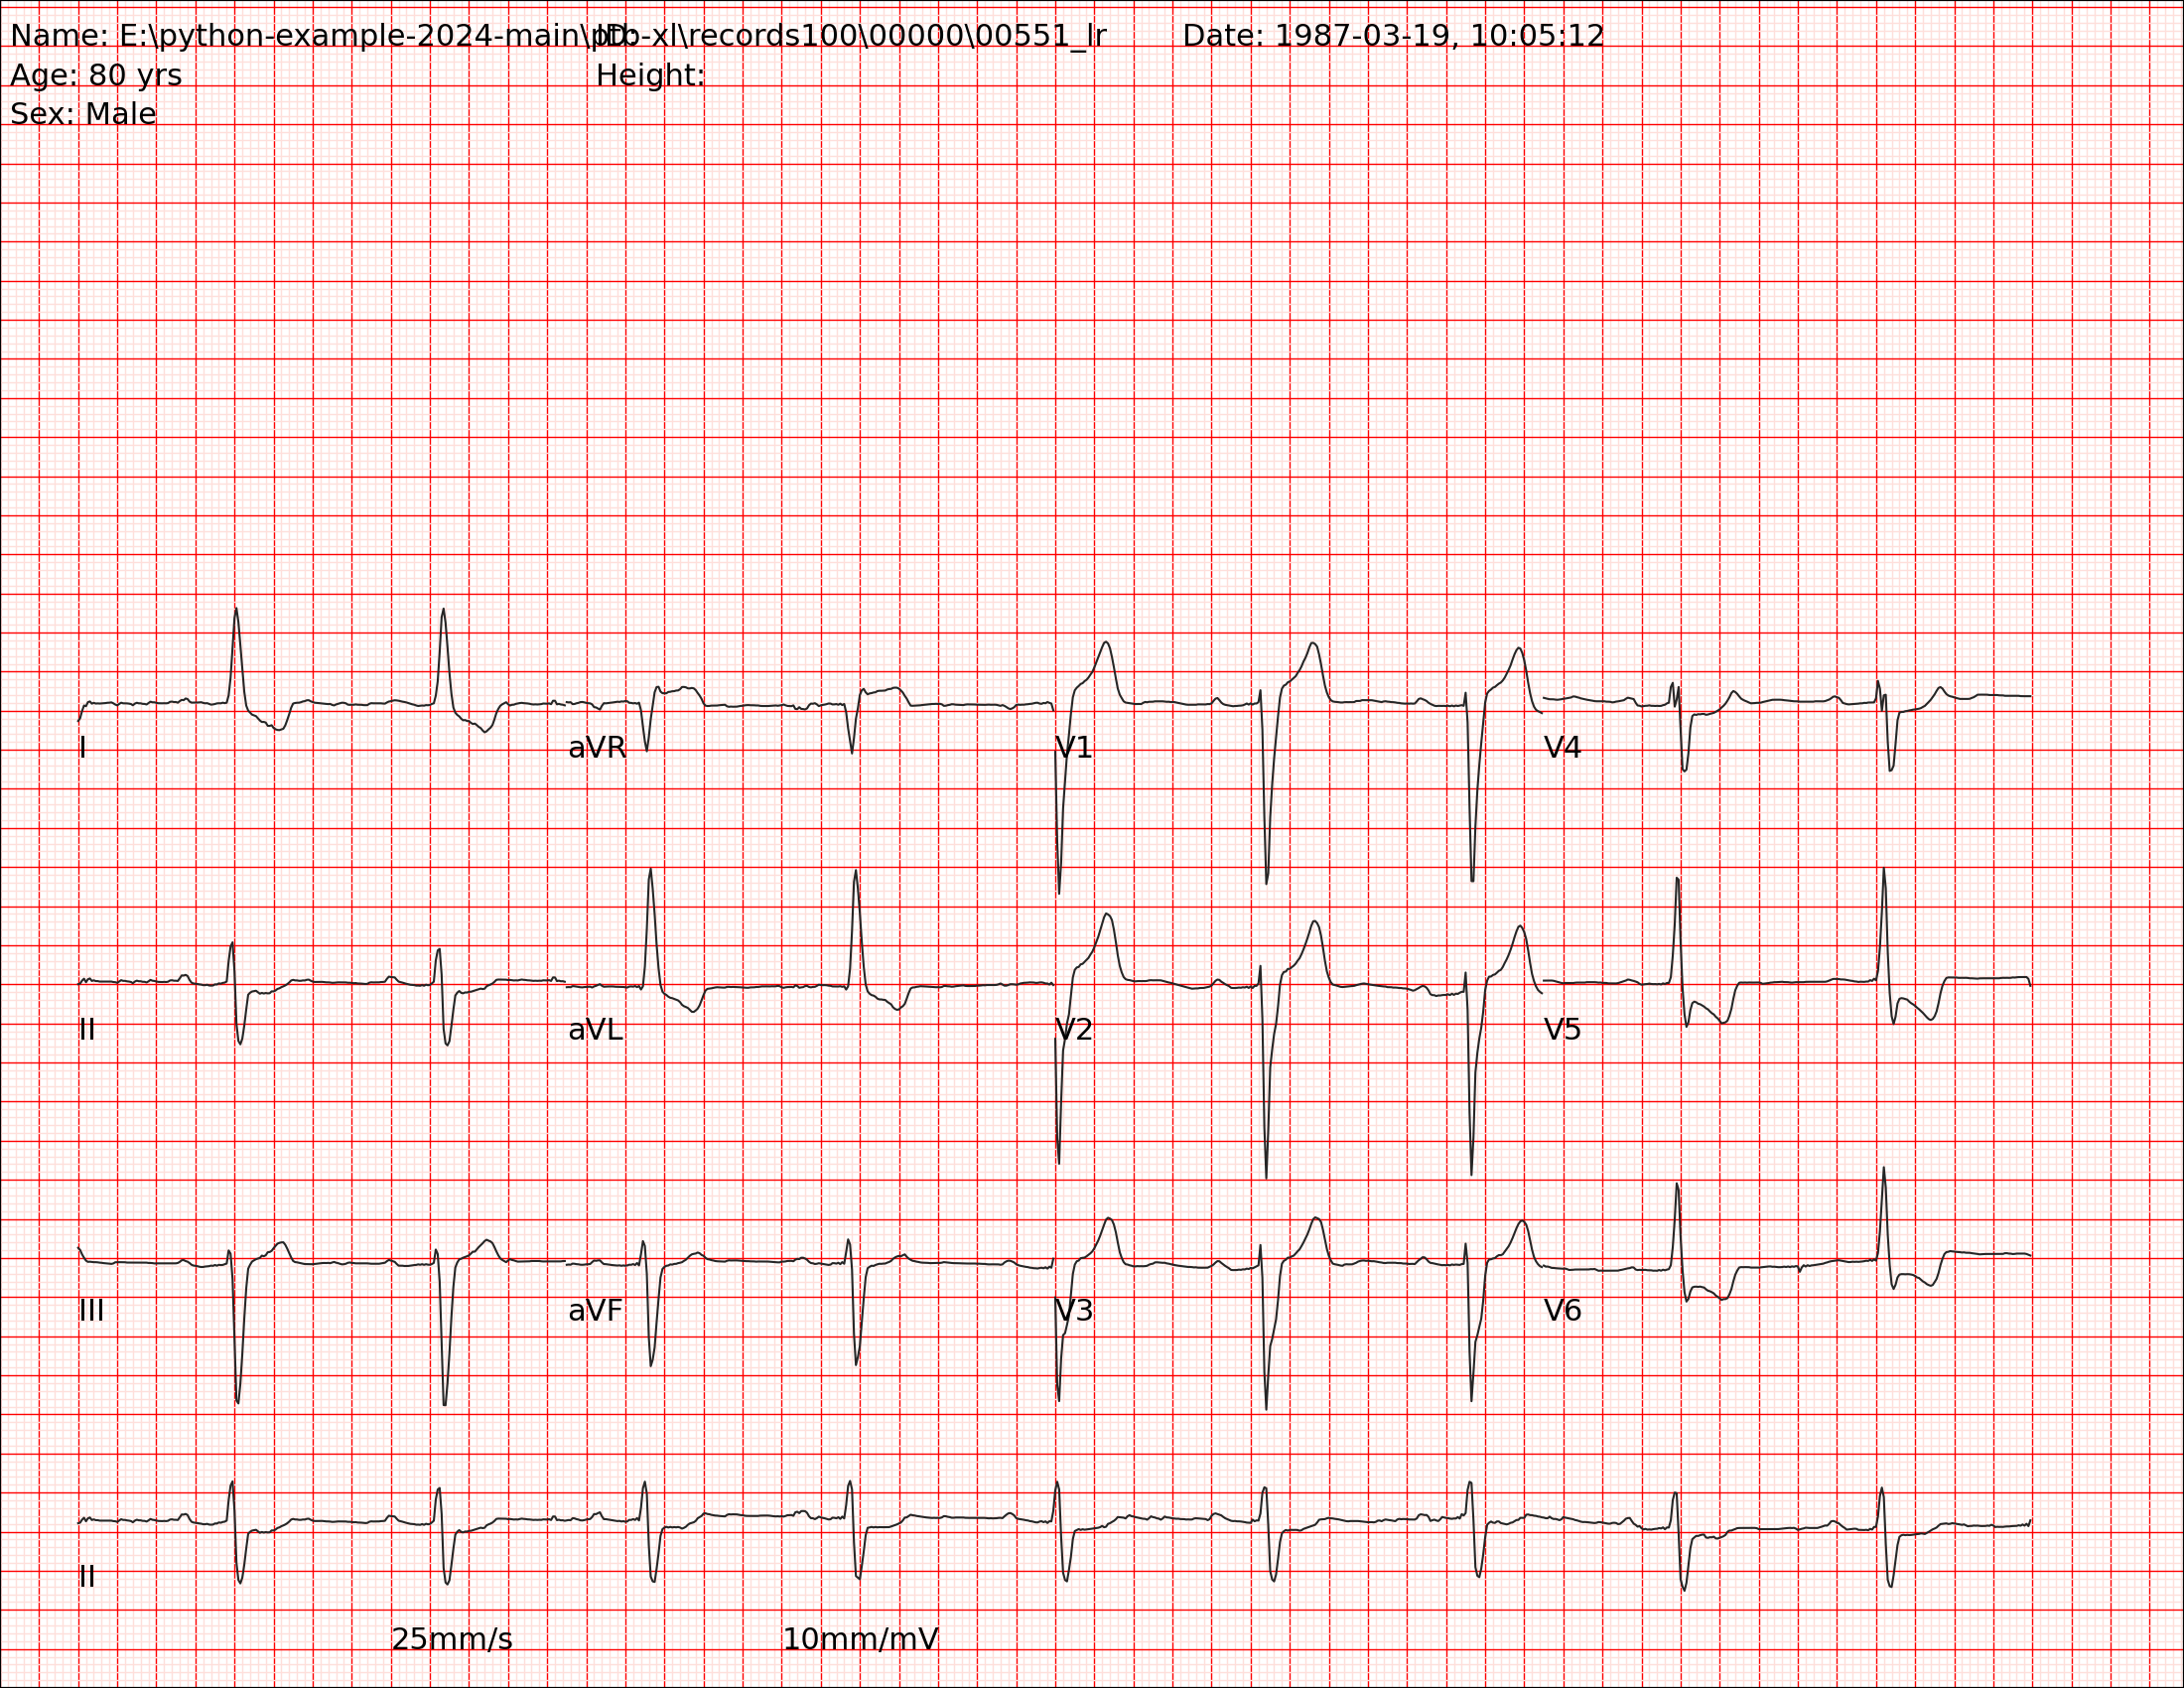 Name: E:\python-example-2024-main\ptb-xl\records100\00000\00551_lr ID: Date: 1987-03-19, 10:05:12
Age: 80 yrs Height:
Sex: Male
I aVR V1 V4
II aVL V2 V5
III aVF V3 V6
II
25mm/s 10mm/mV